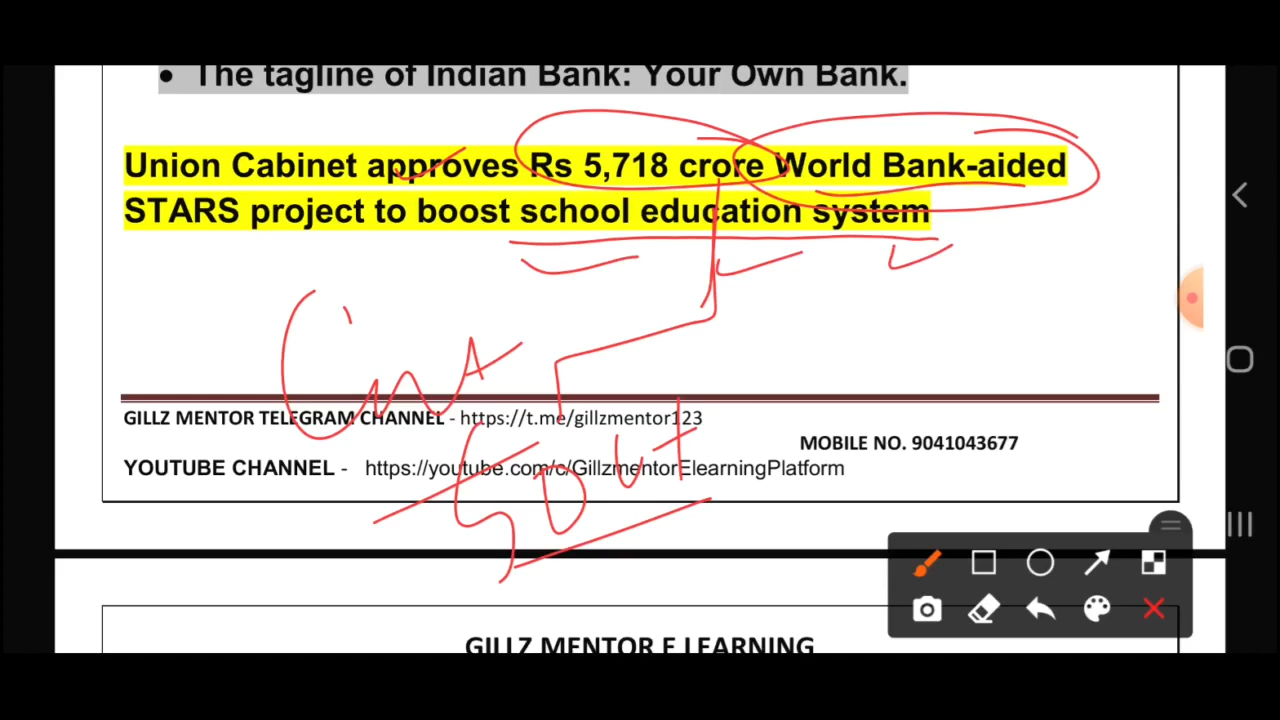 • The tagline of Indian Bank: Your Own Bank.
Union Cabinet approves Rs 5,718 crore World Bank-aided
STARS project to boost school education system
GILLZ MENTOR TELEGRAM CHANNEL - https://t.me/gillzmentor123
MOBILE NO. 9041043677
YOUTUBE CHANNEL - https://youtube.com/c/GillzmentorElearningPlatform
GILLZ MENTOR E LEARNING